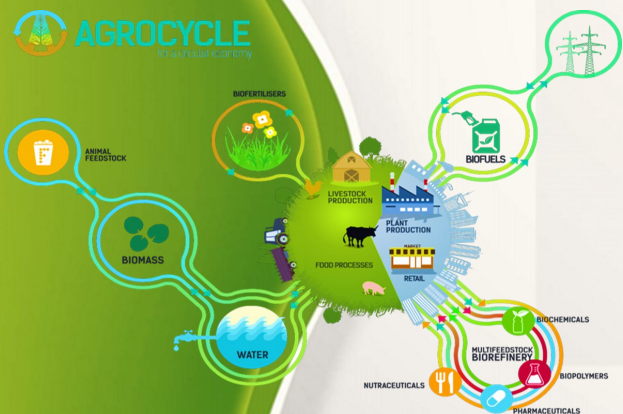 AGROCYCLE
BIOFERTILISERS
ANIMAL
FEEDSTOCK
BIOMASS
WATER
LIVESTOCK
PRODUCTION
PLANT
PRODUCTION
FOOD PROCESSES
MARKET
RETAIL
BIOFUELS
MULTIFEEDSTOCK
BIOREFINERY
BIOCHEMICALS
BIOPOLYMERS
PHARMACEUTICALS
NUTRACEUTICALS